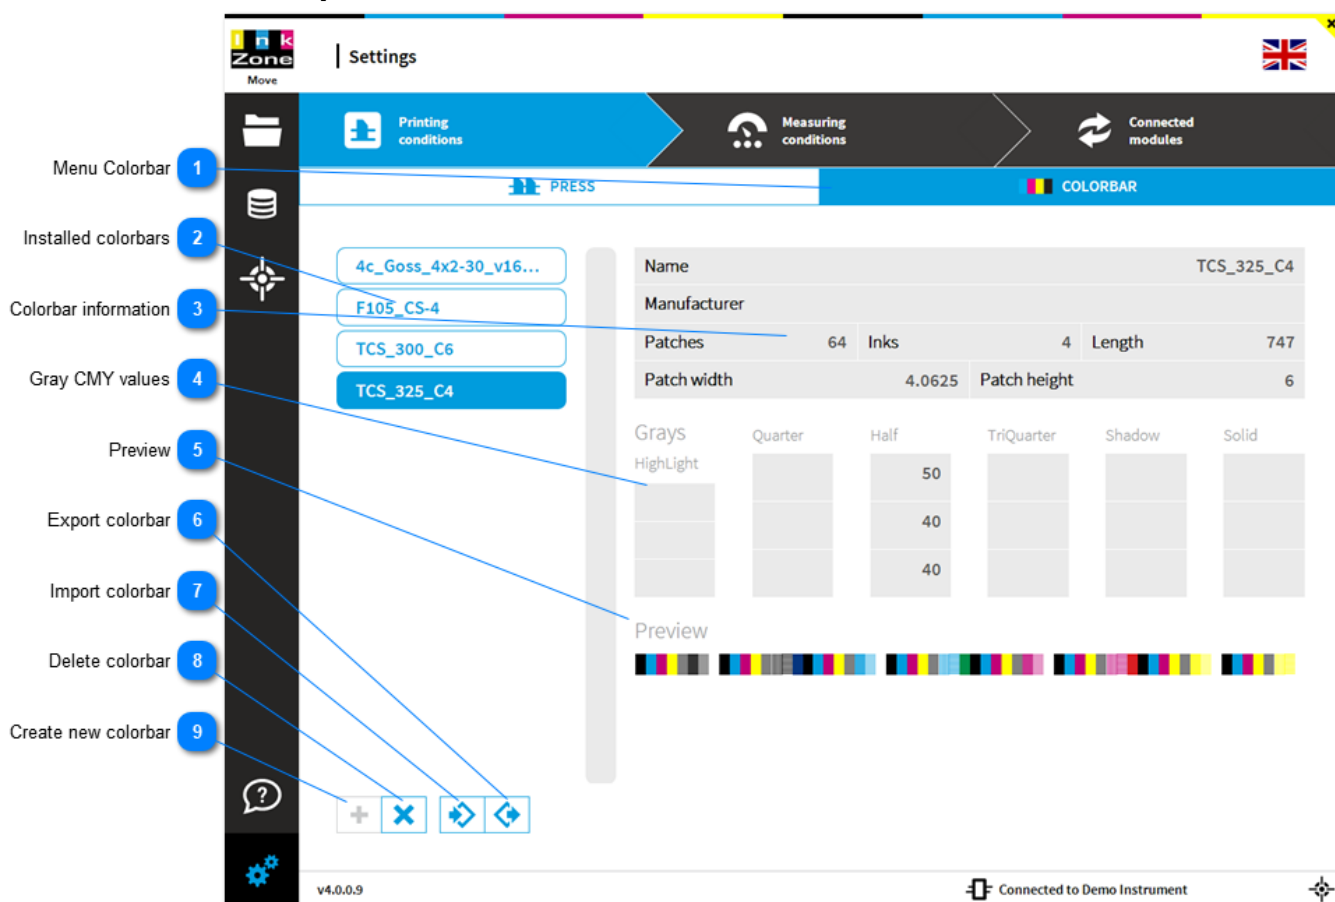 Ink
Zone
Move
Settings
Printing conditions
Measuring conditions
Connected modules
Menu Colorbar 1
PRESS
COLORBAR
Installed colorbars 2
Colorbar information 3
Gray CMY values 4
Preview 5
Export colorbar 6
Import colorbar 7
Delete colorbar 8
Create new colorbar 9
4c_Goss_4x2-30_v16...
F105_CS-4
TCS_300_C6
TCS_325_C4
Name TCS_325_C4
Manufacturer
Patches 64 Inks 4 Length 747
Patch width 4.0625 Patch height 6
Grays Quarter Half TriQuarter Shadow Solid
HighLight
50
40
40
Preview
v4.0.0.9
Connected to Demo Instrument